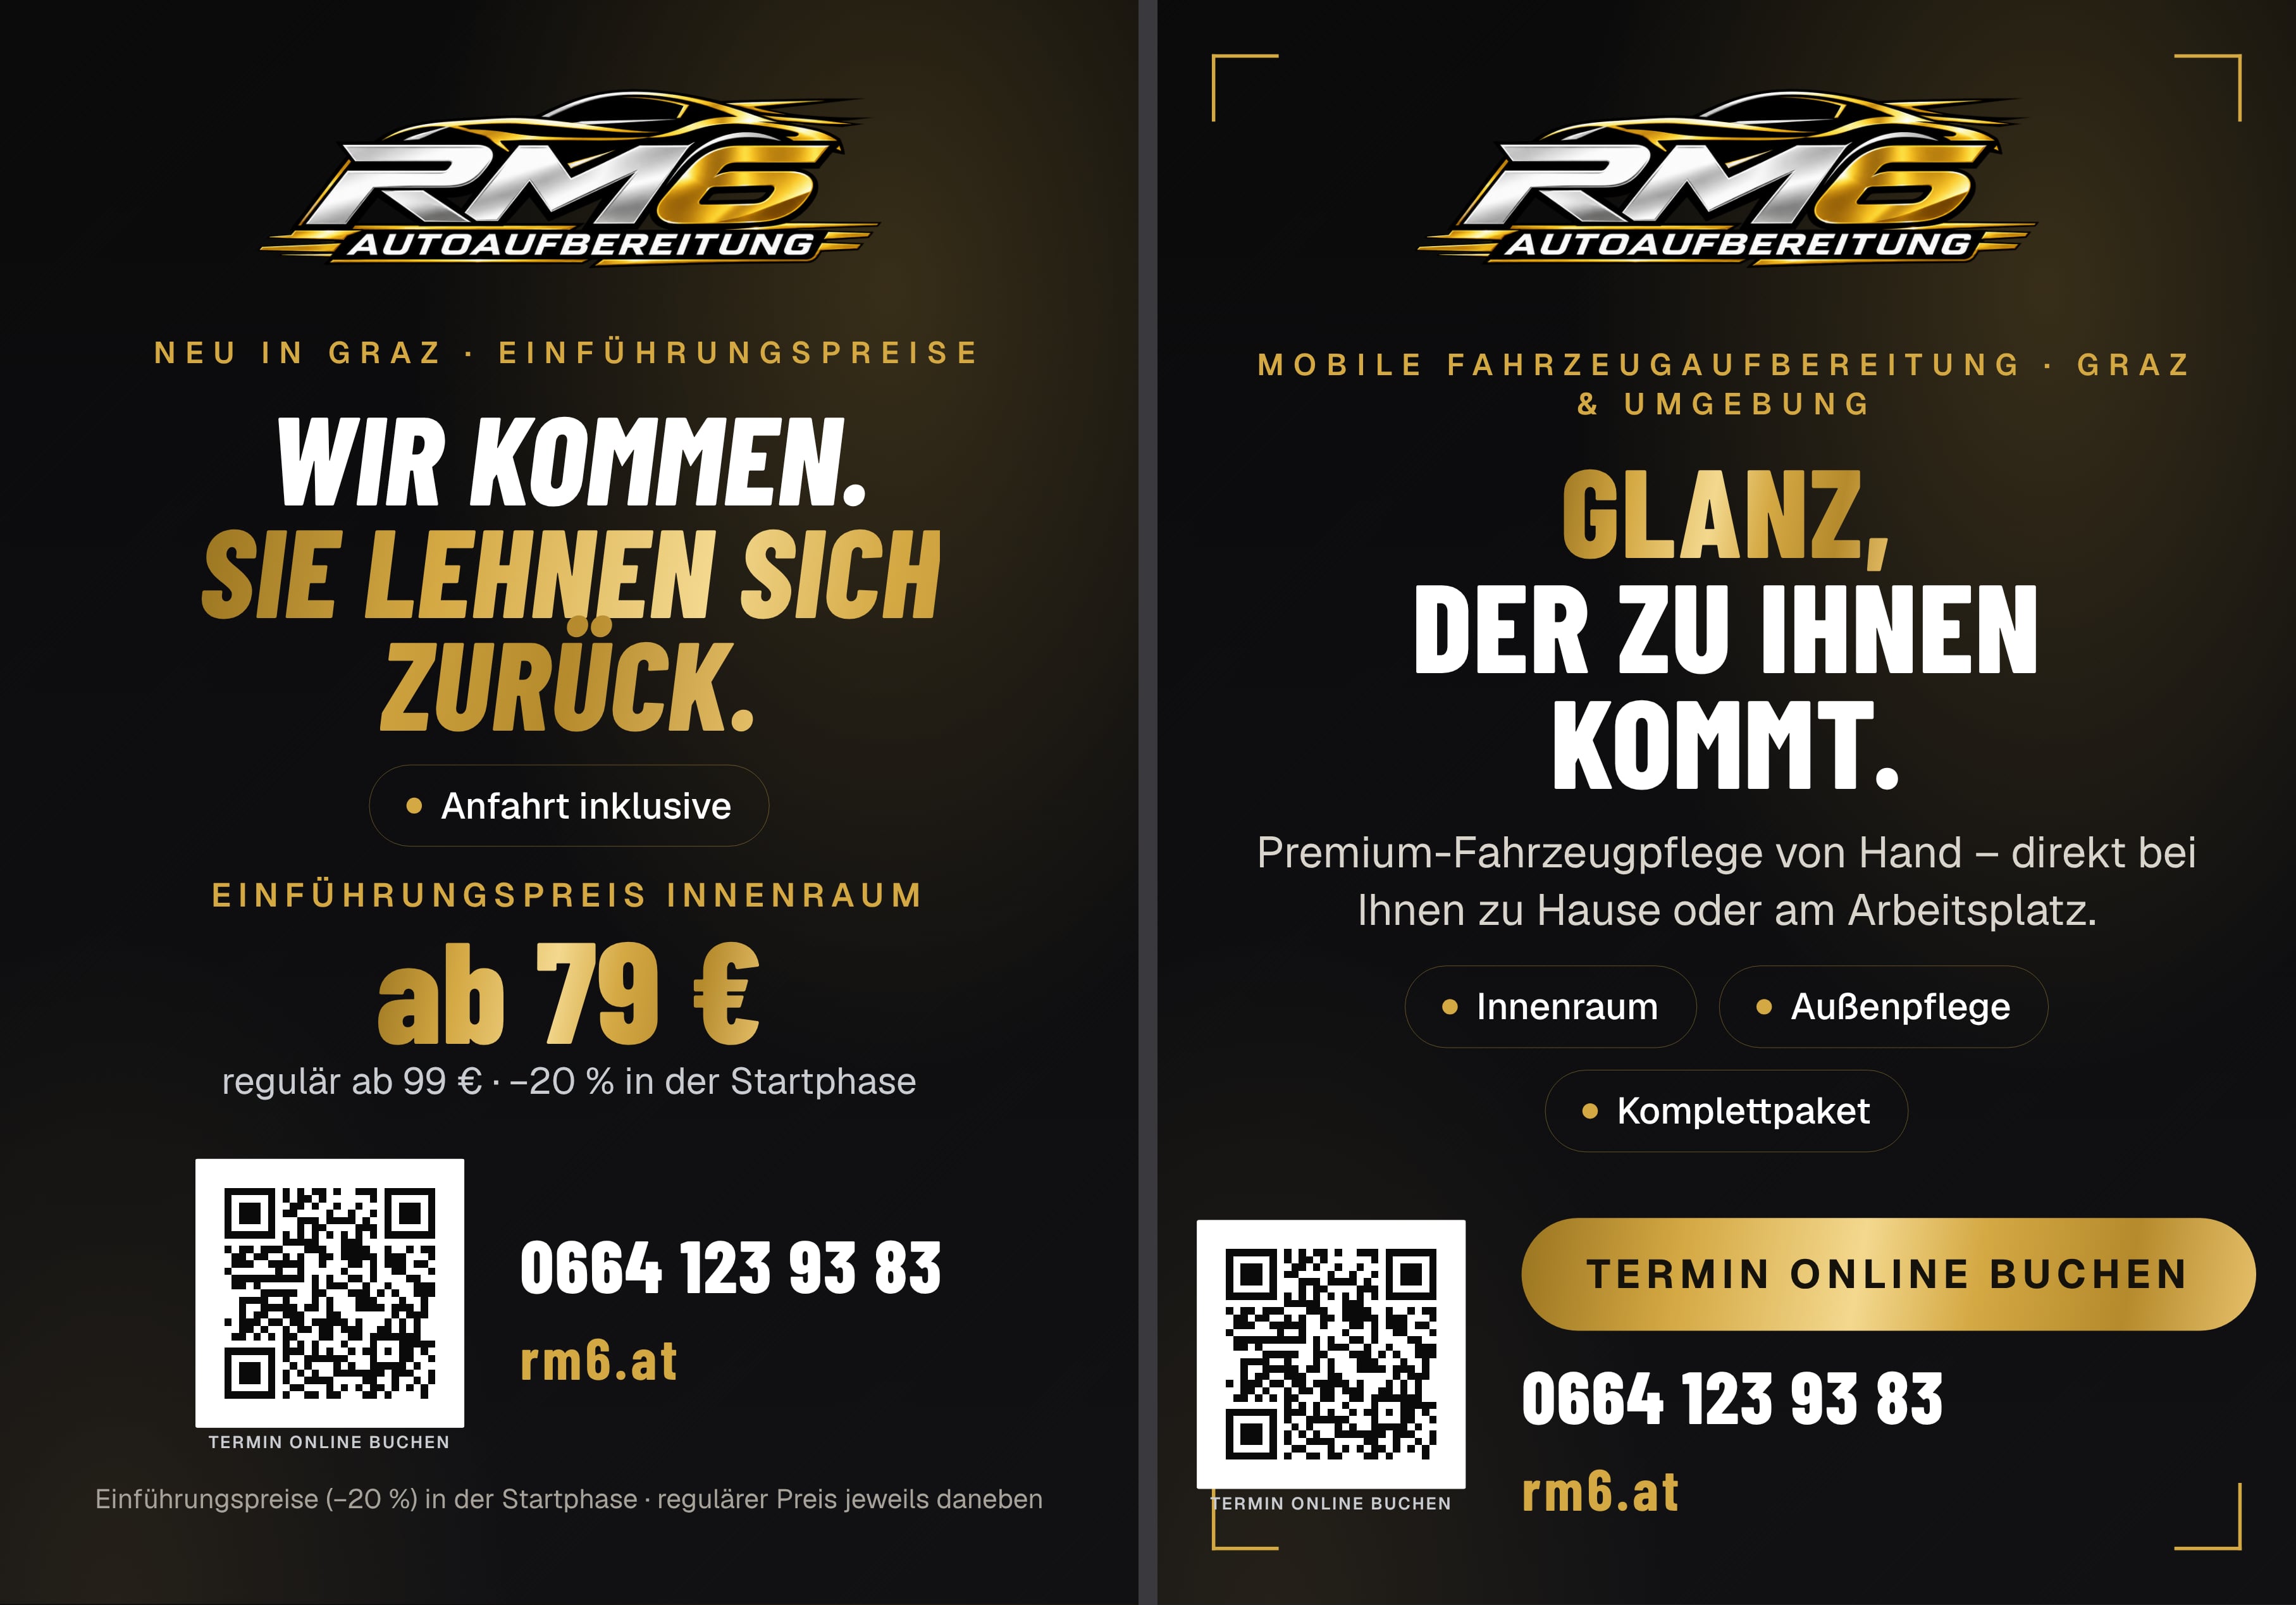 RM6
AUTOAUFBEREITUNG
NEU IN GRAZ · EINFÜHRUNGSPREISE
WIR KOMMEN.
SIE LEHNEN SICH
ZURÜCK.
Anfahrt inklusive
EINFÜHRUNGSPREIS INNENRAUM
ab 79 €
regulär ab 99 € · –20 % in der Startphase
0664 123 93 83
rm6.at
TERMIN ONLINE BUCHEN
Einführungspreise (–20 %) in der Startphase · regulärer Preis jeweils daneben
RM6
AUTOAUFBEREITUNG
MOBILE FAHRZEUGAUFBEREITUNG · GRAZ
& UMGEBUNG
GLANZ,
DER ZU IHNEN
KOMMT.
Premium-Fahrzeugpflege von Hand – direkt bei
Ihnen zu Hause oder am Arbeitsplatz.
Innenraum
Außenpflege
Komplettpaket
TERMIN ONLINE BUCHEN
0664 123 93 83
rm6.at
TERMIN ONLINE BUCHEN